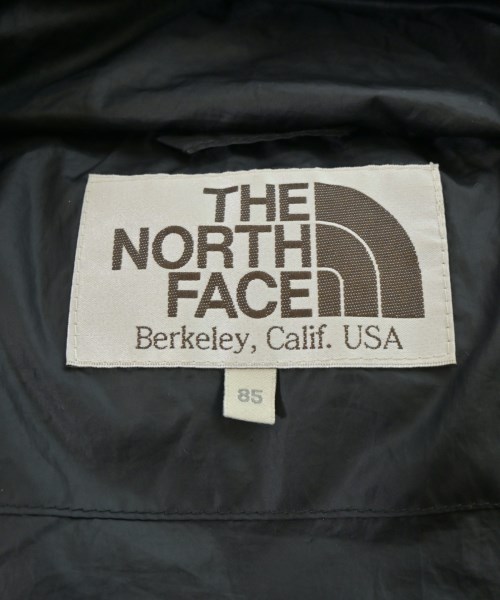 THE
NORTH
FACE
Berkeley, Calif. USA
85